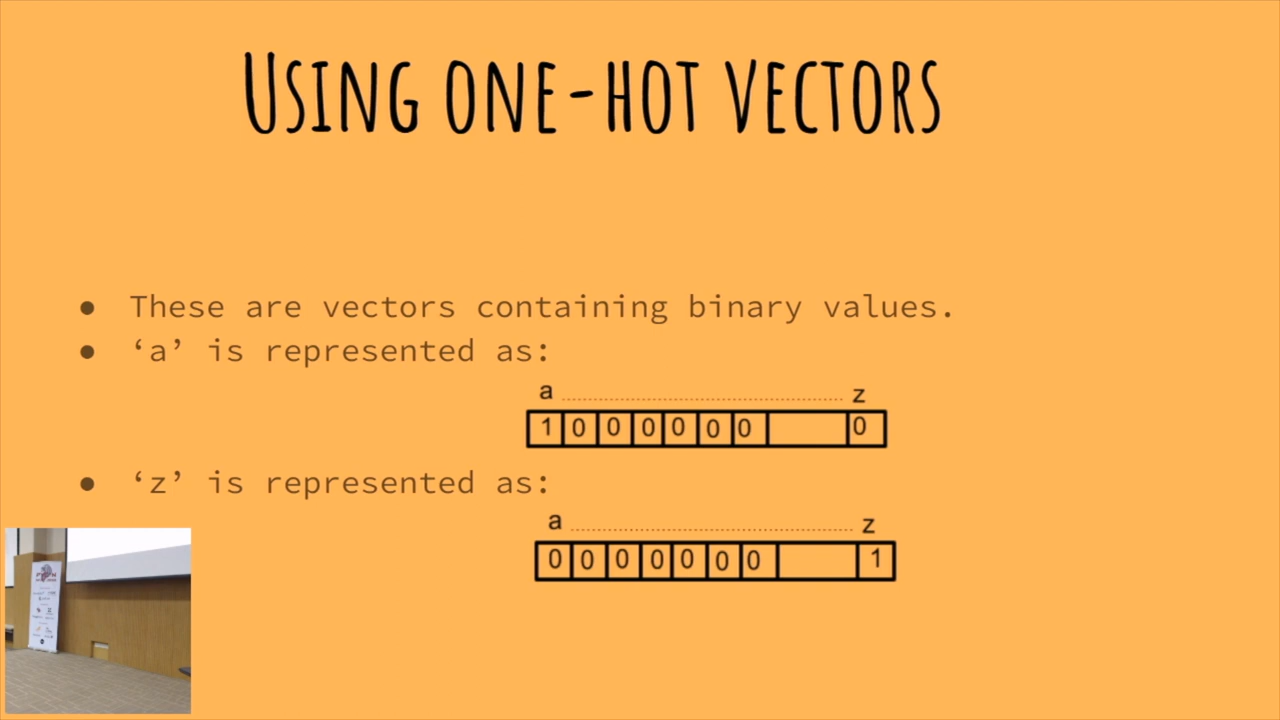 USING ONE-HOT VECTORS
● These are vectors containing binary values.
● ‘a’ is represented as:
a ........ z
1 0 0 0 0 0 0 0
● ‘z’ is represented as:
a ........ z
0 0 0 0 0 0 0 1